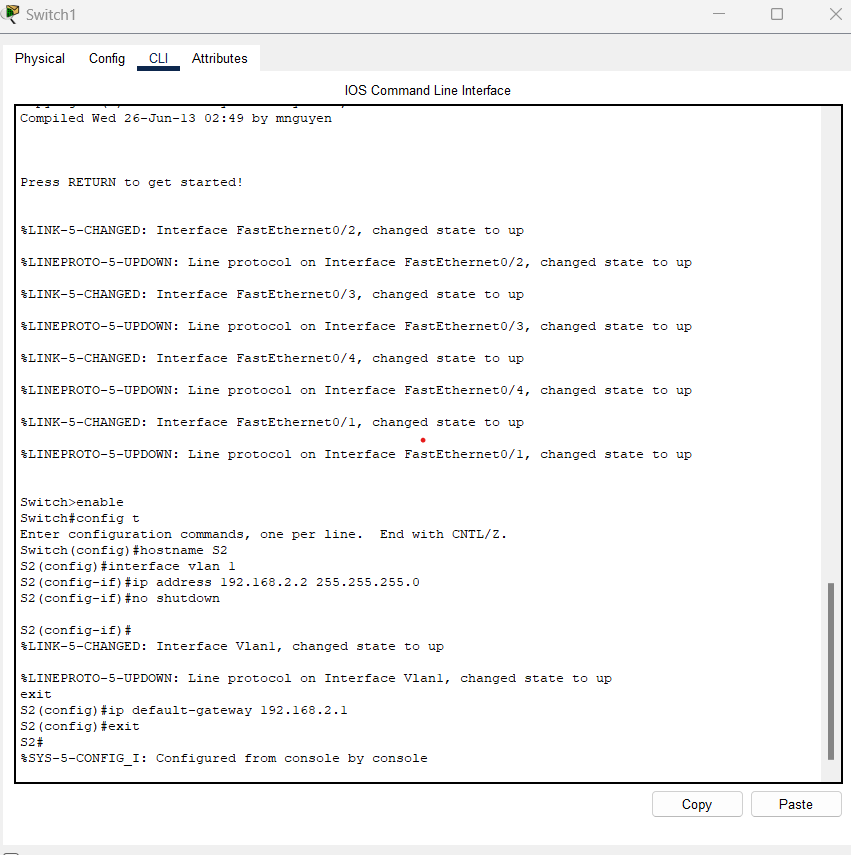 Switch1
Physical Config CLI Attributes
IOS Command Line Interface
Compiled Wed 26-Jun-13 02:49 by mnguyen
Press RETURN to get started!
%LINK-5-CHANGED: Interface FastEthernet0/2, changed state to up
%LINEPROTO-5-UPDOWN: Line protocol on Interface FastEthernet0/2, changed state to up
%LINK-5-CHANGED: Interface FastEthernet0/3, changed state to up
%LINEPROTO-5-UPDOWN: Line protocol on Interface FastEthernet0/3, changed state to up
%LINK-5-CHANGED: Interface FastEthernet0/4, changed state to up
%LINEPROTO-5-UPDOWN: Line protocol on Interface FastEthernet0/4, changed state to up
%LINK-5-CHANGED: Interface FastEthernet0/1, changed state to up
%LINEPROTO-5-UPDOWN: Line protocol on Interface FastEthernet0/1, changed state to up
Switch>enable
Switch#config t
Enter configuration commands, one per line.  End with CNTL/Z.
Switch(config)#hostname S2
S2(config)#interface vlan 1
S2(config-if)#ip address 192.168.2.2 255.255.255.0
S2(config-if)#no shutdown
S2(config-if)#
%LINK-5-CHANGED: Interface Vlan1, changed state to up
%LINEPROTO-5-UPDOWN: Line protocol on Interface Vlan1, changed state to up
exit
S2(config)#ip default-gateway 192.168.2.1
S2(config)#exit
S2#
%SYS-5-CONFIG_I: Configured from console by console
Copy Paste